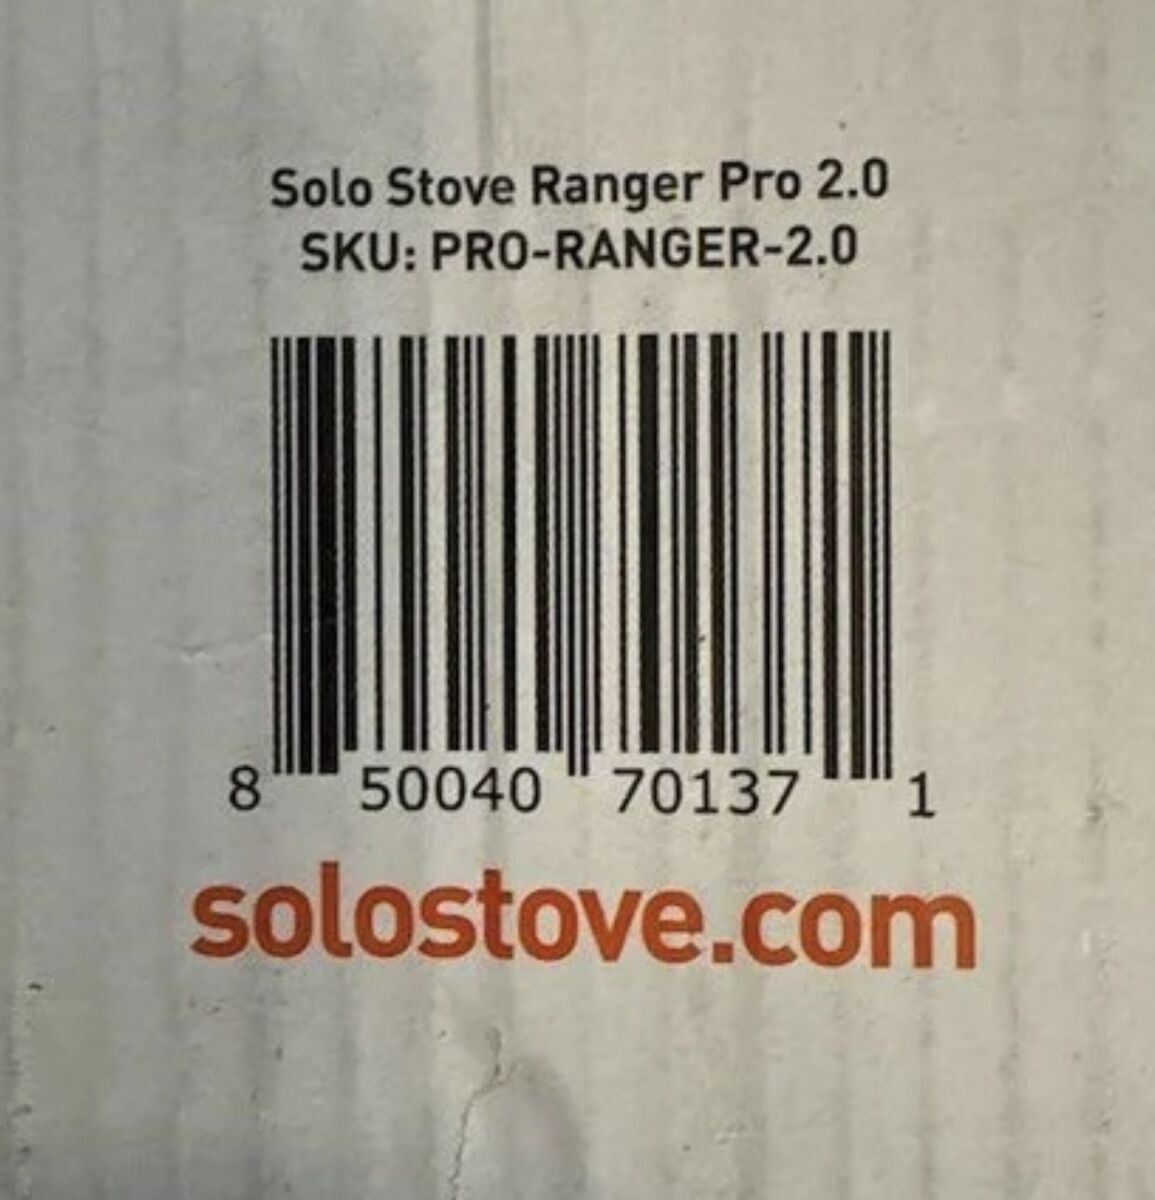 Solo Stove Ranger Pro 2.0
SKU: PRO-RANGER-2.0
8 50040 70137 1
solostove.com